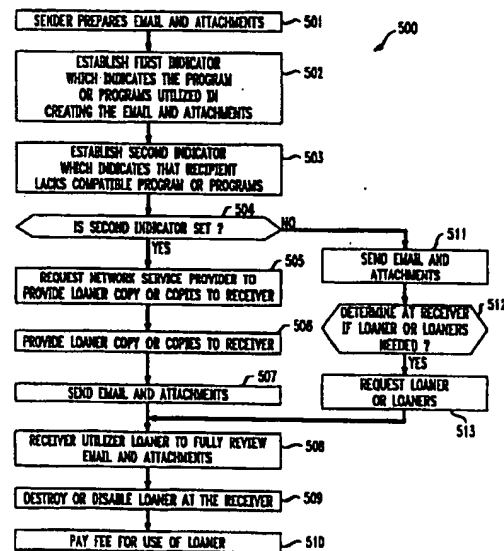 SENDER PREPARES EMAIL AND ATTACHMENTS
501
500
ESTABLISH FIRST INDICATOR
WHICH INDICATES THE PROGRAM
OR PROGRAMS UTILIZED IN
CREATING THE EMAIL AND ATTACHMENTS
502
ESTABLISH SECOND INDICATOR
WHICH INDICATES THAT RECIPIENT
LACKS COMPATIBLE PROGRAM OR PROGRAMS
503
504
IS SECOND INDICATOR SET ?
NO
YES
REQUEST NETWORK SERVICE PROVIDER TO
PROVIDE LOANER COPY OR COPIES TO RECEIVER
505
PROVIDE LOANER COPY OR COPIES TO RECEIVER
506
507
SEND EMAIL AND ATTACHMENTS
511
SEND EMAIL AND
ATTACHMENTS
512
DETERMINE AT RECEIVER
IF LOANER OR LOANERS
NEEDED ?
YES
REQUEST LOANER
OR LOANERS
513
RECEIVER UTILIZER LOANER TO FULLY REVIEW
EMAIL AND ATTACHMENTS
508
DESTROY OR DISABLE LOANER AT THE RECEIVER
509
PAY FEE FOR USE OF LOANER
510